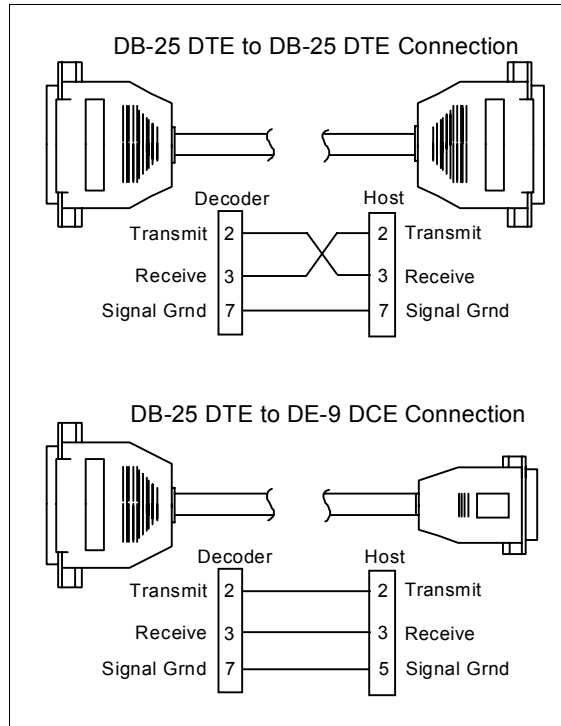 DB-25 DTE to DB-25 DTE Connection
Decoder Host
Transmit 2 2 Transmit
Receive 3 3 Receive
Signal Grnd 7 7 Signal Grnd
DB-25 DTE to DE-9 DCE Connection
Decoder Host
Transmit 2 2 Transmit
Receive 3 3 Receive
Signal Grnd 7 5 Signal Grnd